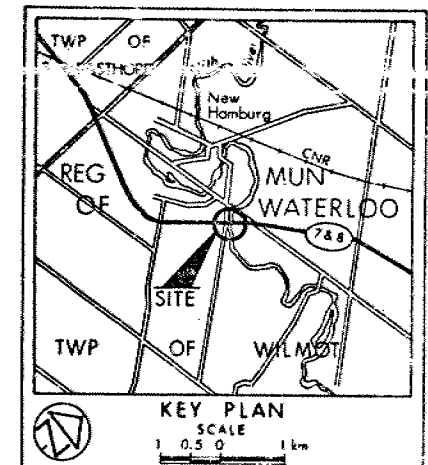 TWP OF
New
Hamburg
CNR
REG MUN
OF WATERLOO
7 & 8
SITE
TWP OF WILMOT
KEY PLAN
SCALE
1 0.5 0 1 km